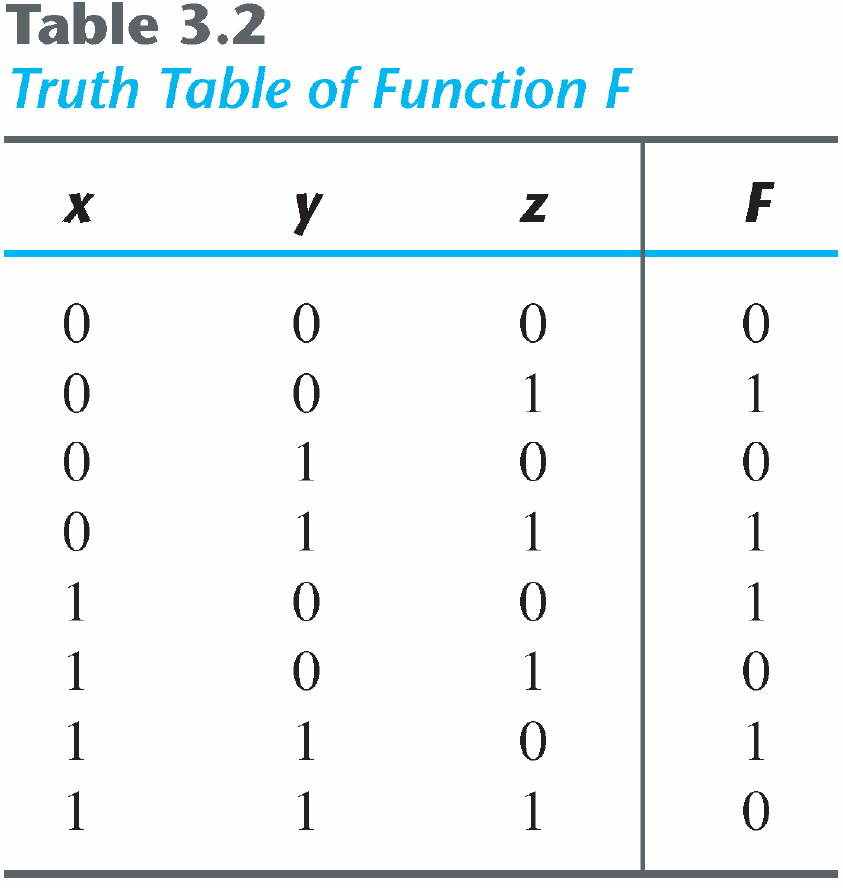 Table 3.2
Truth Table of Function F
x y z F
0 0 0 0
0 0 1 1
0 1 0 0
0 1 1 1
1 0 0 1
1 0 1 0
1 1 0 1
1 1 1 0